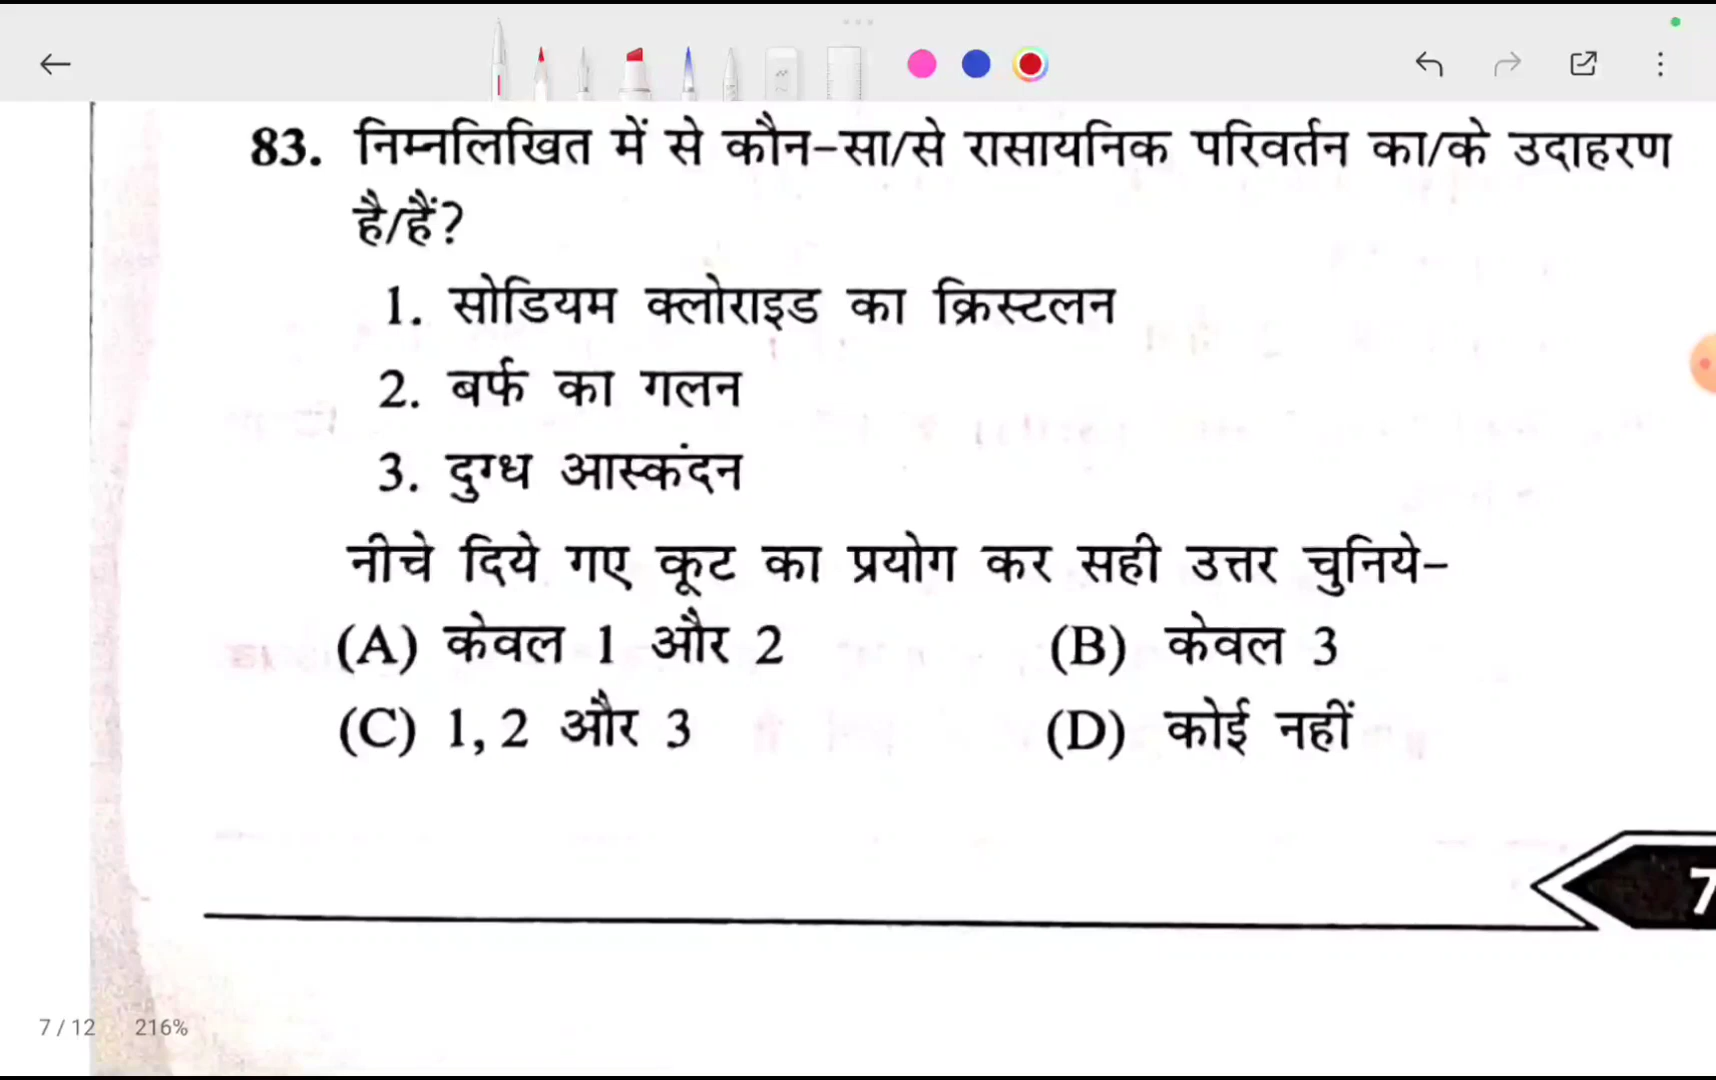 83. निम्नलिखित में से कौन-सा/से रासायनिक परिवर्तन का/के उदाहरण
है/हैं?
1. सोडियम क्लोराइड का क्रिस्टलन
2. बर्फ का गलन
3. दुग्ध आस्कंदन
नीचे दिये गए कूट का प्रयोग कर सही उत्तर चुनिये-
(A) केवल 1 और 2 (B) केवल 3
(C) 1, 2 और 3 (D) कोई नहीं
7
7 / 12 216%